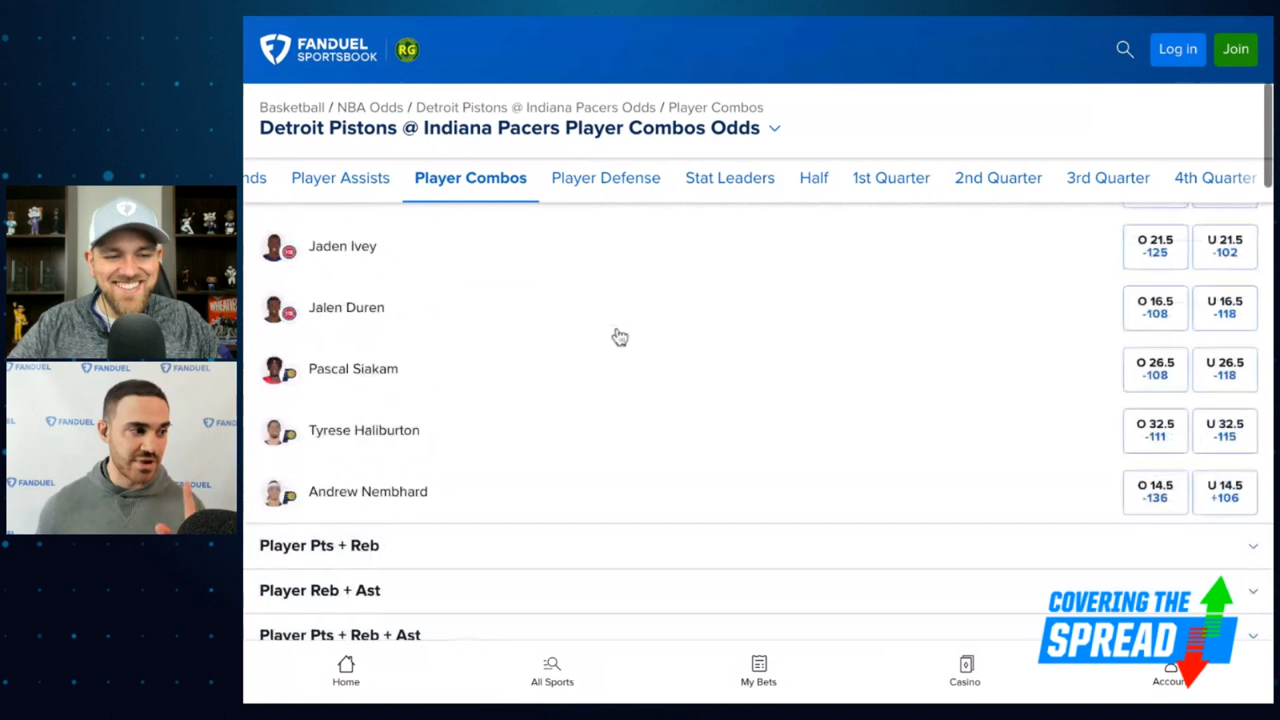 FANDUEL
SPORTSBOOK
RG
Log in
Join
Basketball / NBA Odds / Detroit Pistons @ Indiana Pacers Odds / Player Combos
Detroit Pistons @ Indiana Pacers Player Combos Odds
nds Player Assists Player Combos Player Defense Stat Leaders Half 1st Quarter 2nd Quarter 3rd Quarter 4th Quarter
Jaden Ivey
O 21.5 U 21.5
-125 -102
Jalen Duren
O 16.5 U 16.5
-108 -118
Pascal Siakam
O 26.5 U 26.5
-108 -118
Tyrese Haliburton
O 32.5 U 32.5
-111 -115
Andrew Nembhard
O 14.5 U 14.5
-136 +106
Player Pts + Reb
Player Reb + Ast
Player Pts + Reb + Ast
Home
All Sports
My Bets
Casino
Accoun
COVERING THE
SPREAD
WHEATIES
FANDUEL FANDUEL FANDUEL
EL FANDUEL FAND
FANDUEL FANDUEL